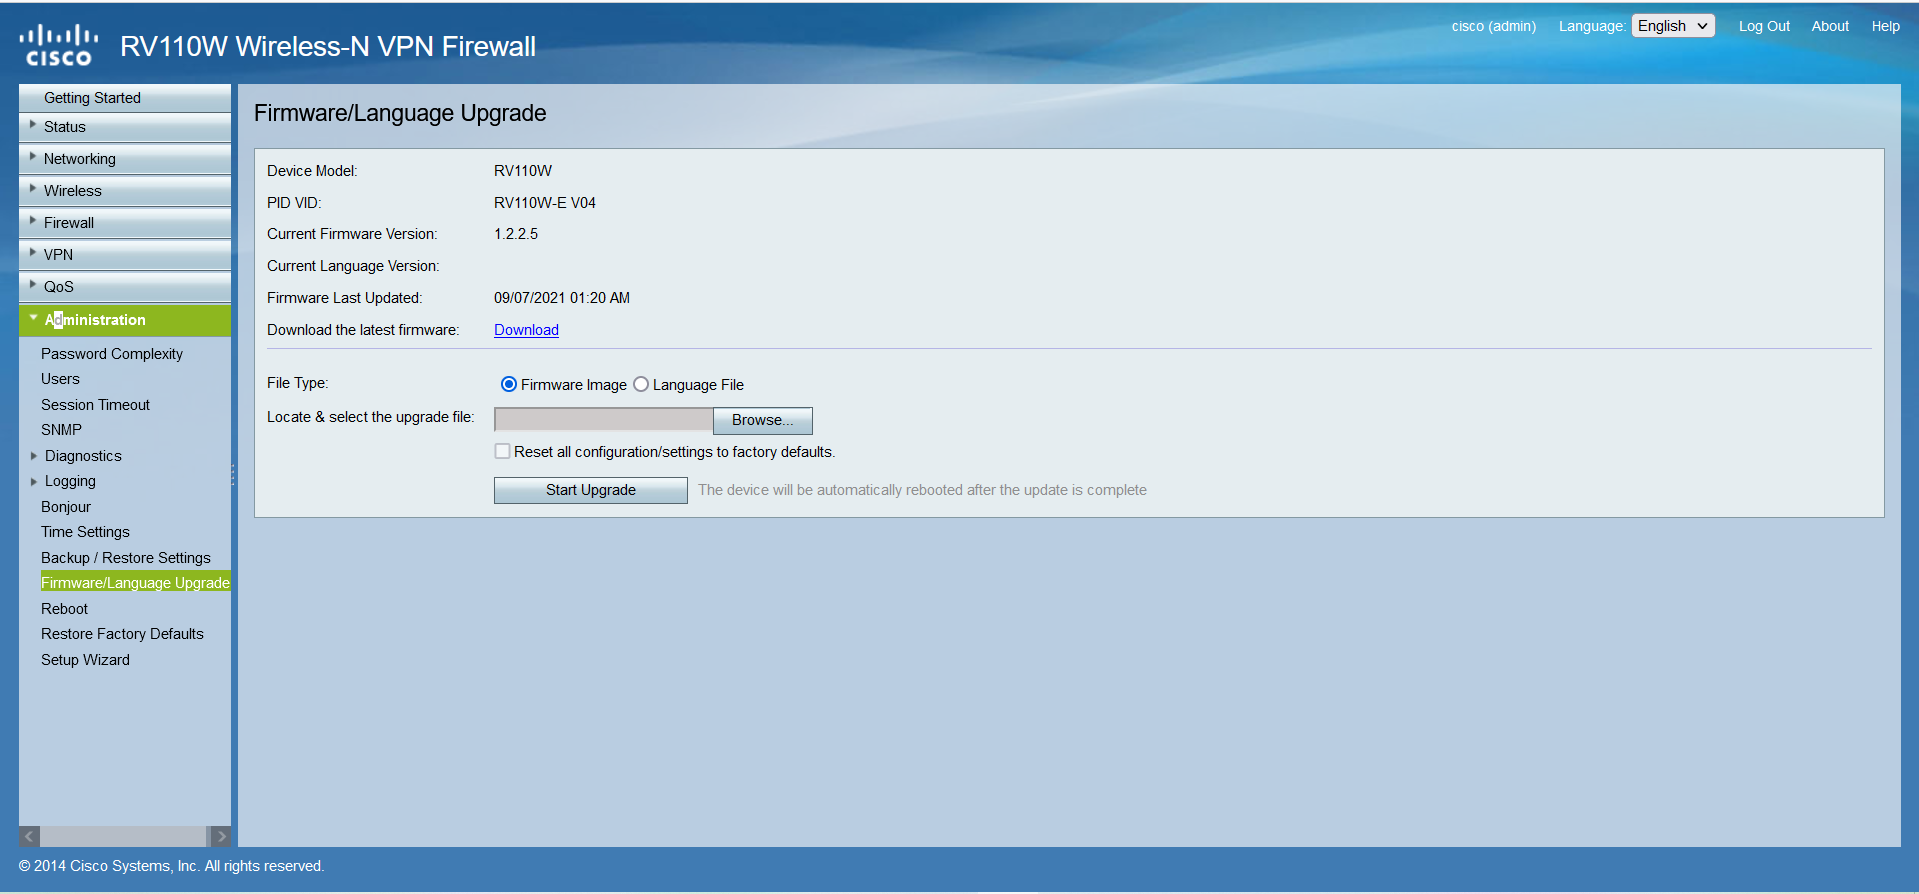 cisco (admin) Language: English Log Out About Help
CISCO RV110W Wireless-N VPN Firewall
Getting Started
Status
Networking
Wireless
Firewall
VPN
QoS
Administration
Password Complexity
Users
Session Timeout
SNMP
Diagnostics
Logging
Bonjour
Time Settings
Backup / Restore Settings
Firmware/Language Upgrade
Reboot
Restore Factory Defaults
Setup Wizard
Firmware/Language Upgrade
Device Model: RV110W
PID VID: RV110W-E V04
Current Firmware Version: 1.2.2.5
Current Language Version:
Firmware Last Updated: 09/07/2021 01:20 AM
Download the latest firmware: Download
File Type: Firmware Image Language File
Locate & select the upgrade file: Browse...
Reset all configuration/settings to factory defaults.
Start Upgrade The device will be automatically rebooted after the update is complete
© 2014 Cisco Systems, Inc. All rights reserved.